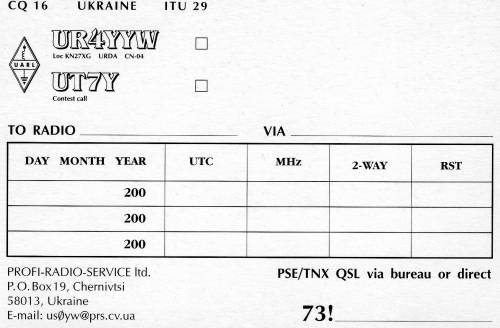 CQ 16 UKRAINE ITU 29
UR4YYW
Loc KN27XG URDA CN-04
UARL
UT7Y
Contest call
TO RADIO VIA
DAY MONTH YEAR UTC MHz 2-WAY RST
200
200
200
PROFI-RADIO-SERVICE ltd. PSE/TNX QSL via bureau or direct
P.O.Box19, Chernivtsi
58013, Ukraine
E-mail: usØyw@prs.cv.ua 73!